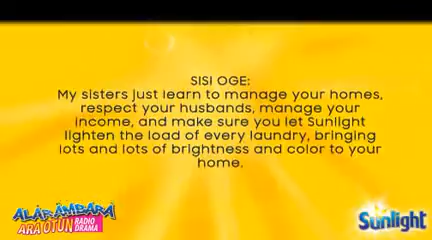 SISI OGE:
My sisters just learn to manage your homes,
respect your husbands, manage your
income, and make sure you let Sunlight
lighten the load of every laundry, bringing
lots and lots of brightness and color to your
home.
ALÁRÀMBARÀ
ARA OTUN RADIO
DRAMA
Sunlight